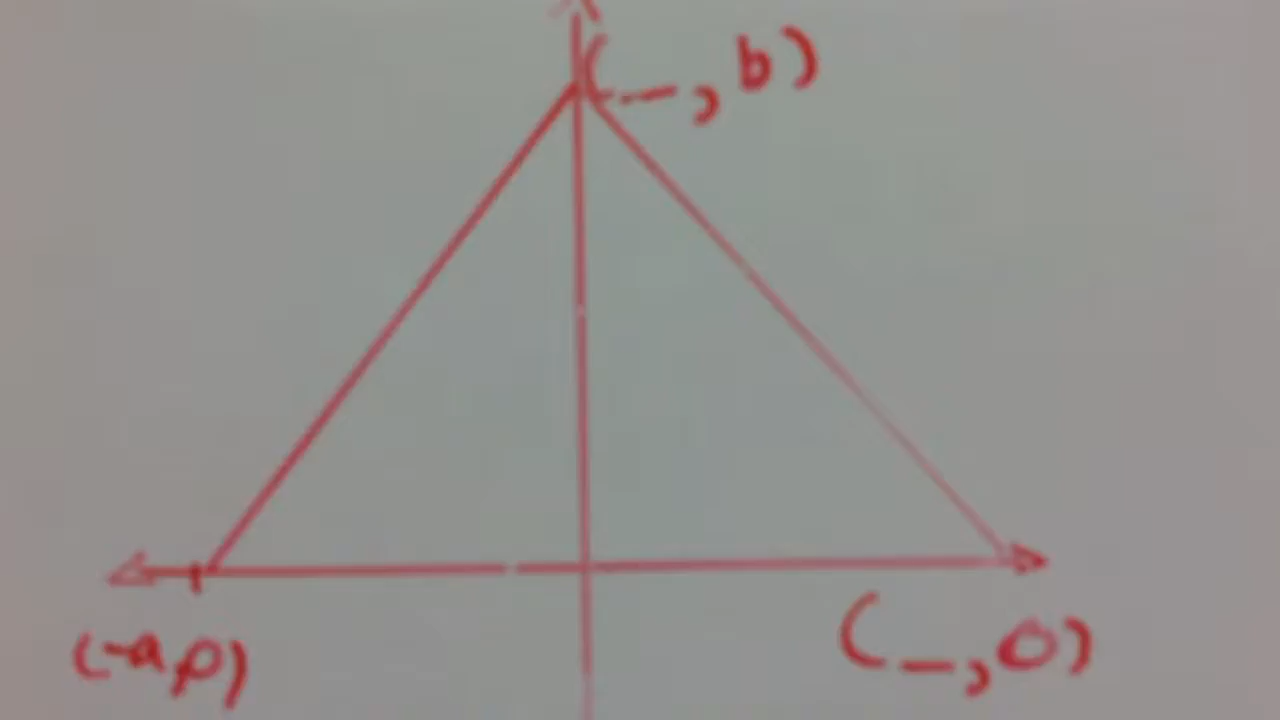 (_, b)
(-a, 0)
(_, 0)